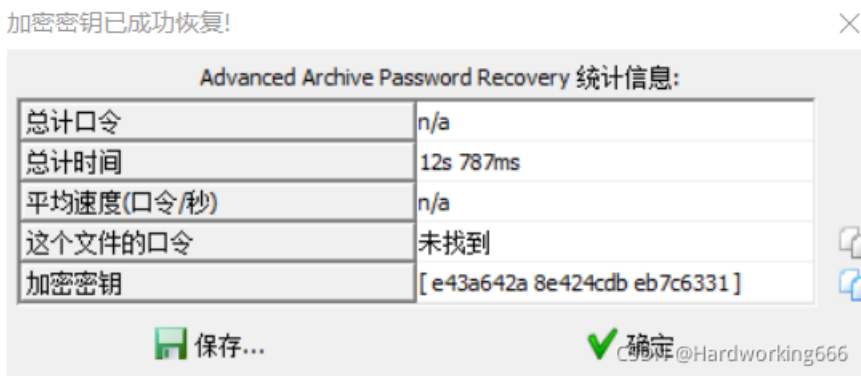 加密密钥已成功恢复!
Advanced Archive Password Recovery 统计信息:
总计口令 n/a
总计时间 12s 787ms
平均速度(口令/秒) n/a
这个文件的口令 未找到
加密密钥 [ e43a642a 8e424cdb eb7c6331 ]
保存... 确定
CSDN @Hardworking666